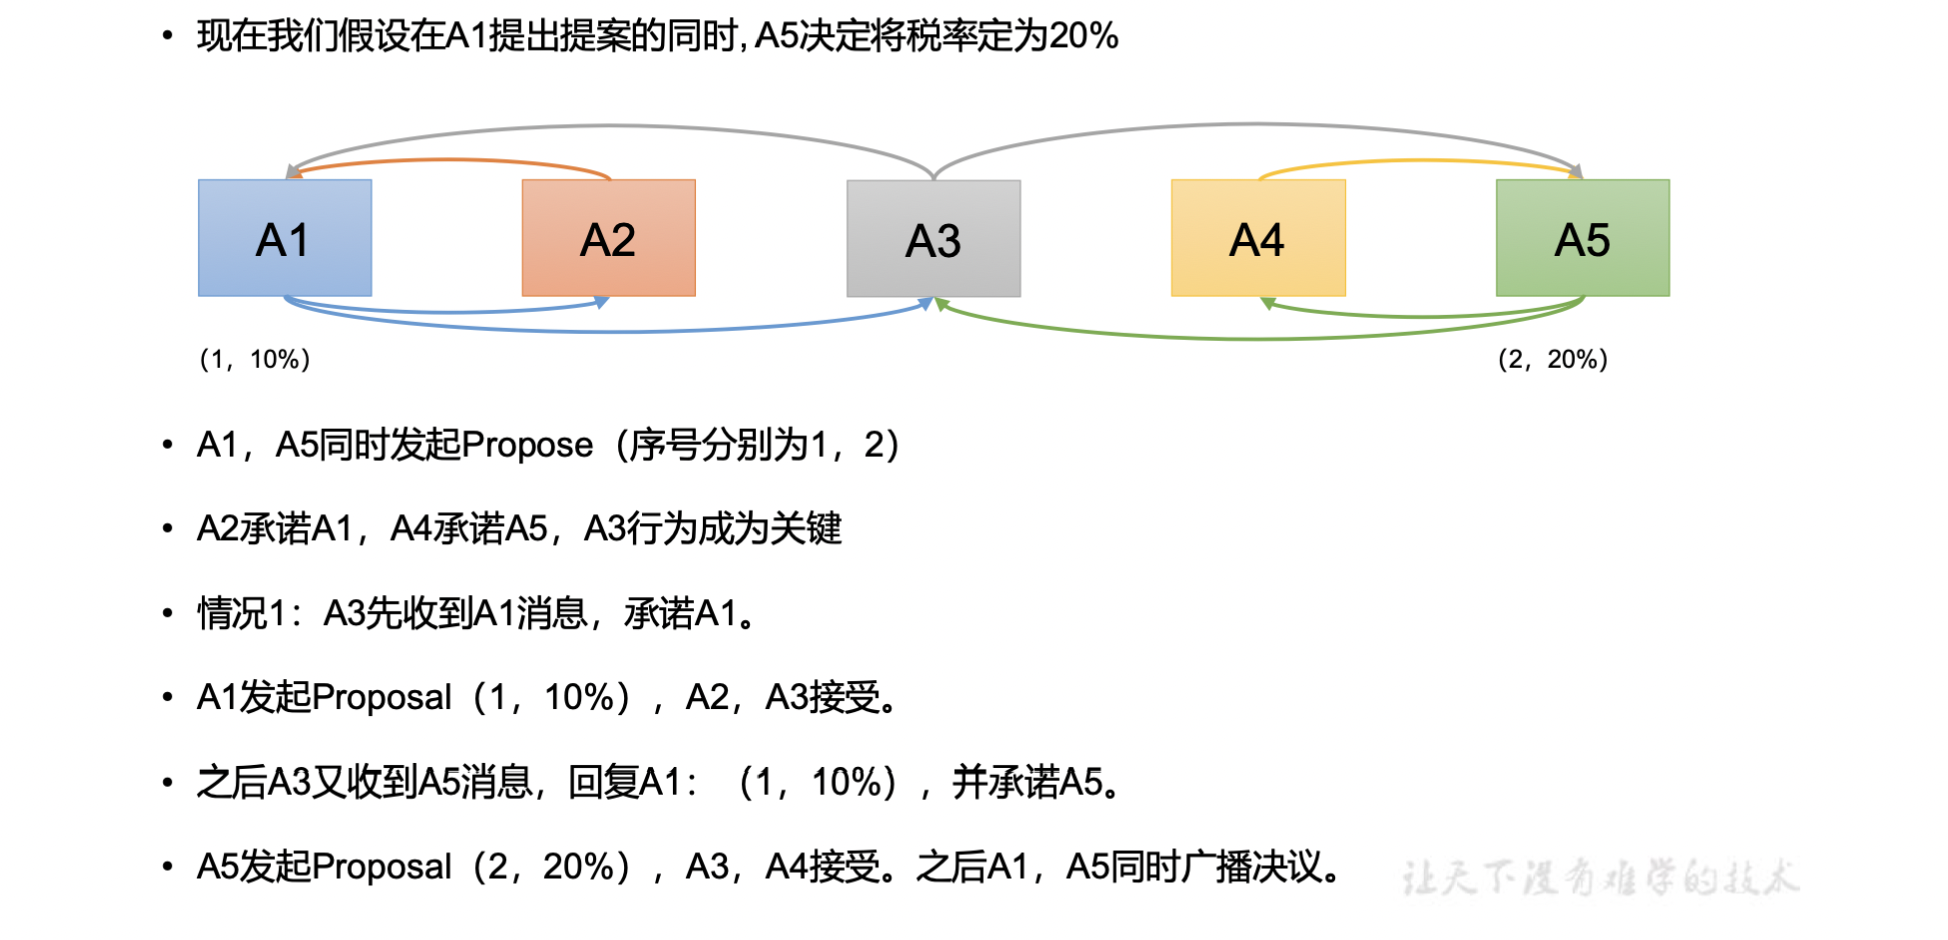 • 现在我们假设在A1提出提案的同时, A5决定将税率定为20%
A1 A2 A3 A4 A5
（1，10%） （2，20%）
• A1，A5同时发起Propose（序号分别为1，2）
• A2承诺A1，A4承诺A5，A3行为成为关键
• 情况1：A3先收到A1消息，承诺A1。
• A1发起Proposal（1，10%），A2，A3接受。
• 之后A3又收到A5消息，回复A1：（1，10%），并承诺A5。
• A5发起Proposal（2，20%），A3，A4接受。之后A1，A5同时广播决议。
让天下没有难学的技术